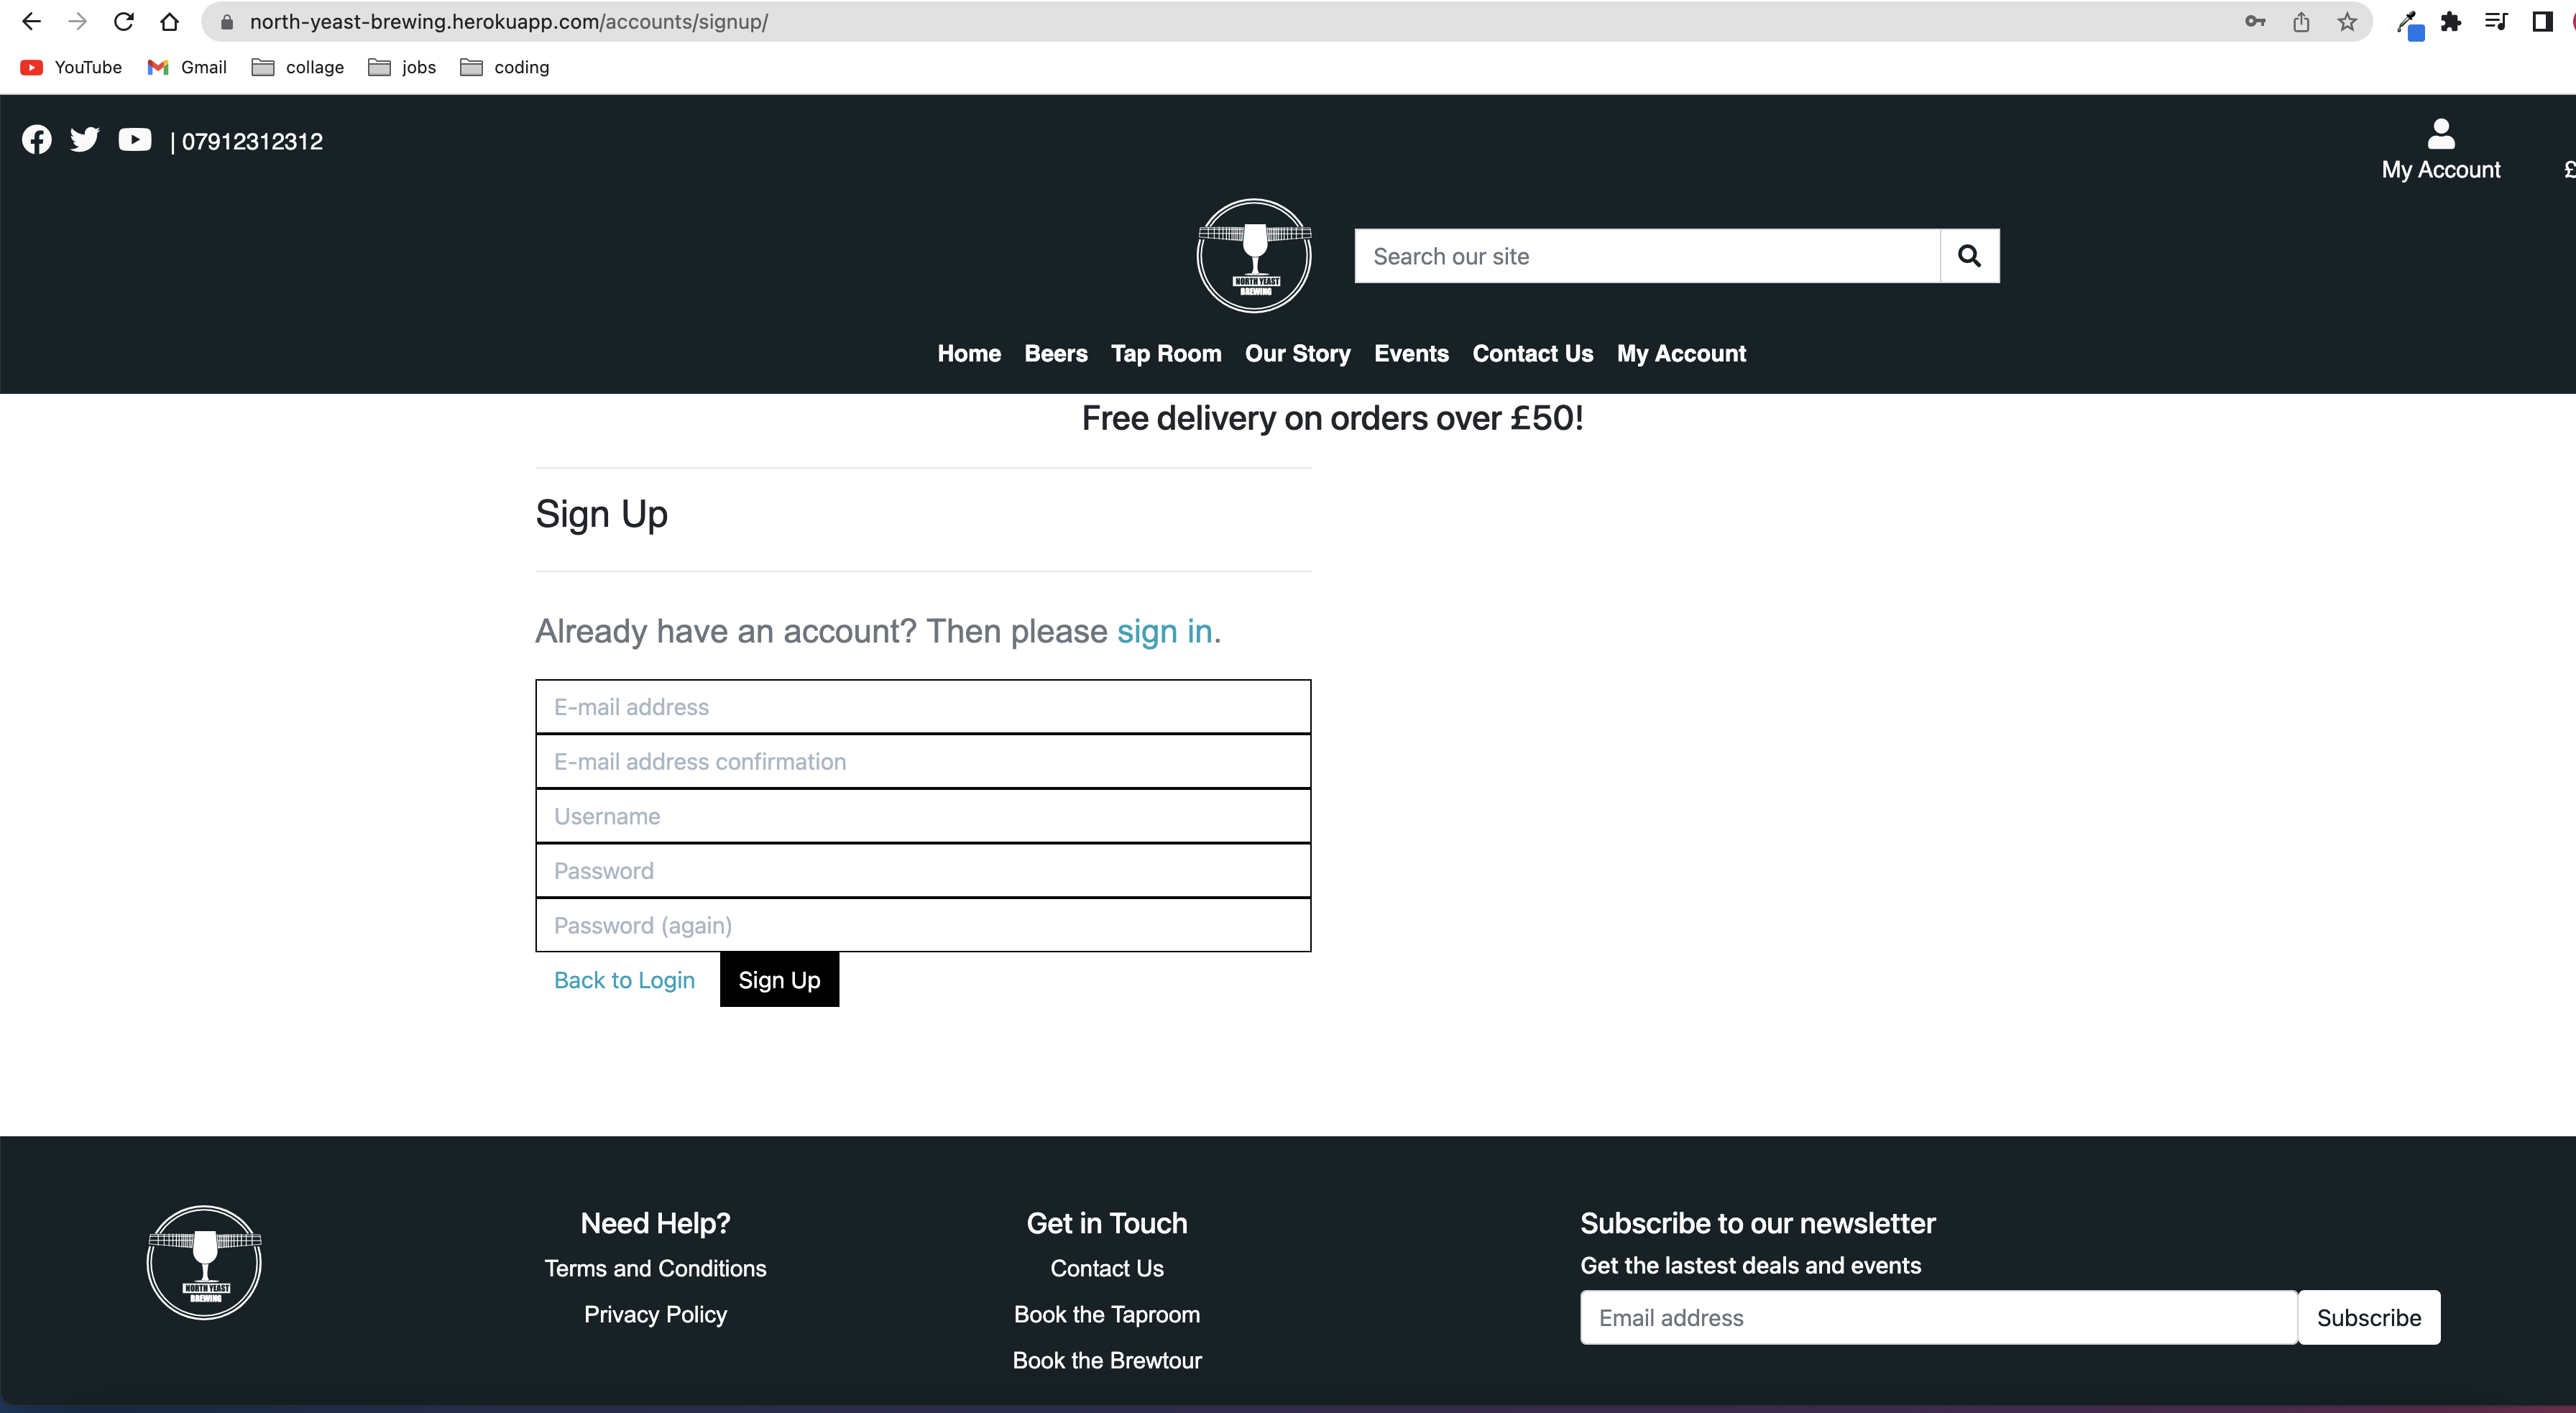 north-yeast-brewing.herokuapp.com/accounts/signup/
YouTube Gmail collage jobs coding
| 07912312312
My Account £
NORTH YEAST
BREWING
Search our site
Home Beers Tap Room Our Story Events Contact Us My Account
Free delivery on orders over £50!
Sign Up
Already have an account? Then please sign in.
E-mail address
E-mail address confirmation
Username
Password
Password (again)
Back to Login Sign Up
NORTH YEAST
BREWING
Need Help?
Terms and Conditions
Privacy Policy
Get in Touch
Contact Us
Book the Taproom
Book the Brewtour
Subscribe to our newsletter
Get the lastest deals and events
Email address Subscribe